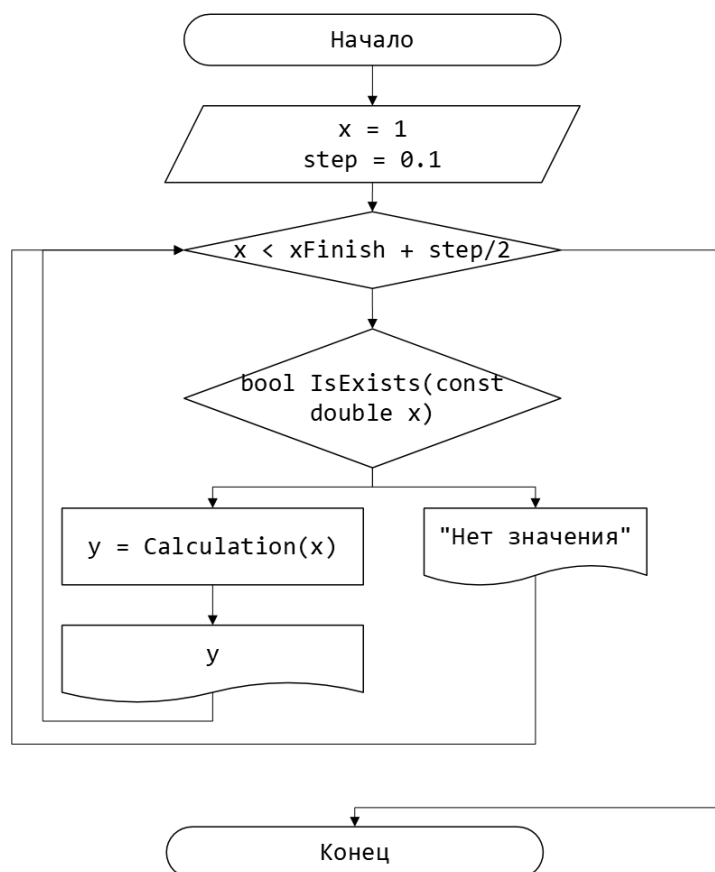 Начало
x = 1
step = 0.1
x < xFinish + step/2
bool IsExists(const
double x)
y = Calculation(x)
"Нет значения"
y
Конец